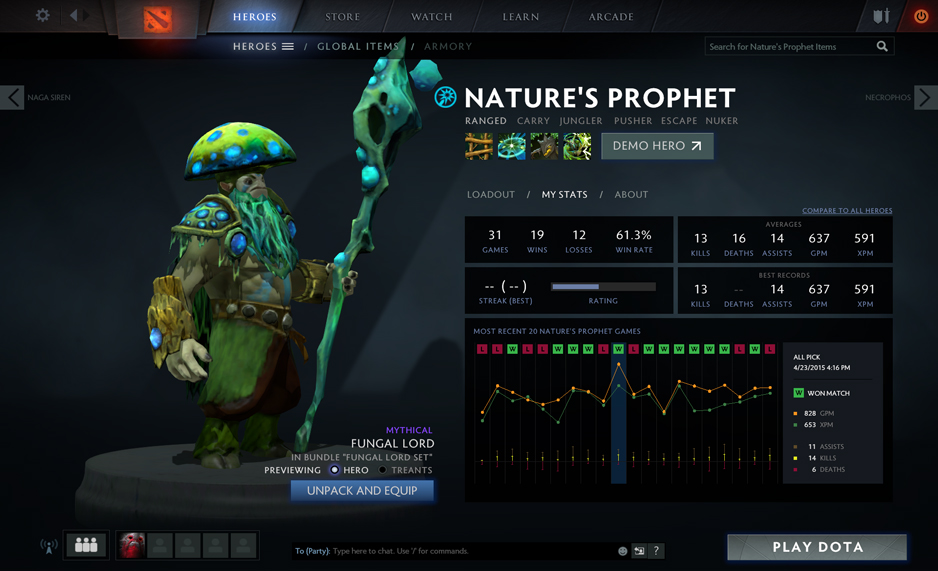 HEROES STORE WATCH LEARN ARCADE
HEROES / GLOBAL ITEMS / ARMORY
Search for Nature's Prophet Items
NAGA SIREN
NECROPHOS
NATURE'S PROPHET
RANGED CARRY JUNGLER PUSHER ESCAPE NUKER
DEMO HERO
LOADOUT / MY STATS / ABOUT
COMPARE TO ALL HEROES
31 19 12 61.3%
GAMES WINS LOSSES WIN RATE
AVERAGES
13 16 14 637 591
KILLS DEATHS ASSISTS GPM XPM
-- ( -- )
STREAK (BEST) RATING
BEST RECORDS
13 -- 14 637 591
KILLS DEATHS ASSISTS GPM XPM
MOST RECENT 20 NATURE'S PROPHET GAMES
L L W L L W W W L W L W W W W W W L W L
ALL PICK
4/23/2015 4:16 PM
W WON MATCH
828 GPM
653 XPM
11 ASSISTS
14 KILLS
6 DEATHS
MYTHICAL
FUNGAL LORD
IN BUNDLE "FUNGAL LORD SET"
PREVIEWING HERO TREANTS
UNPACK AND EQUIP
To (Party): Type here to chat. Use '/' for commands.
?
PLAY DOTA